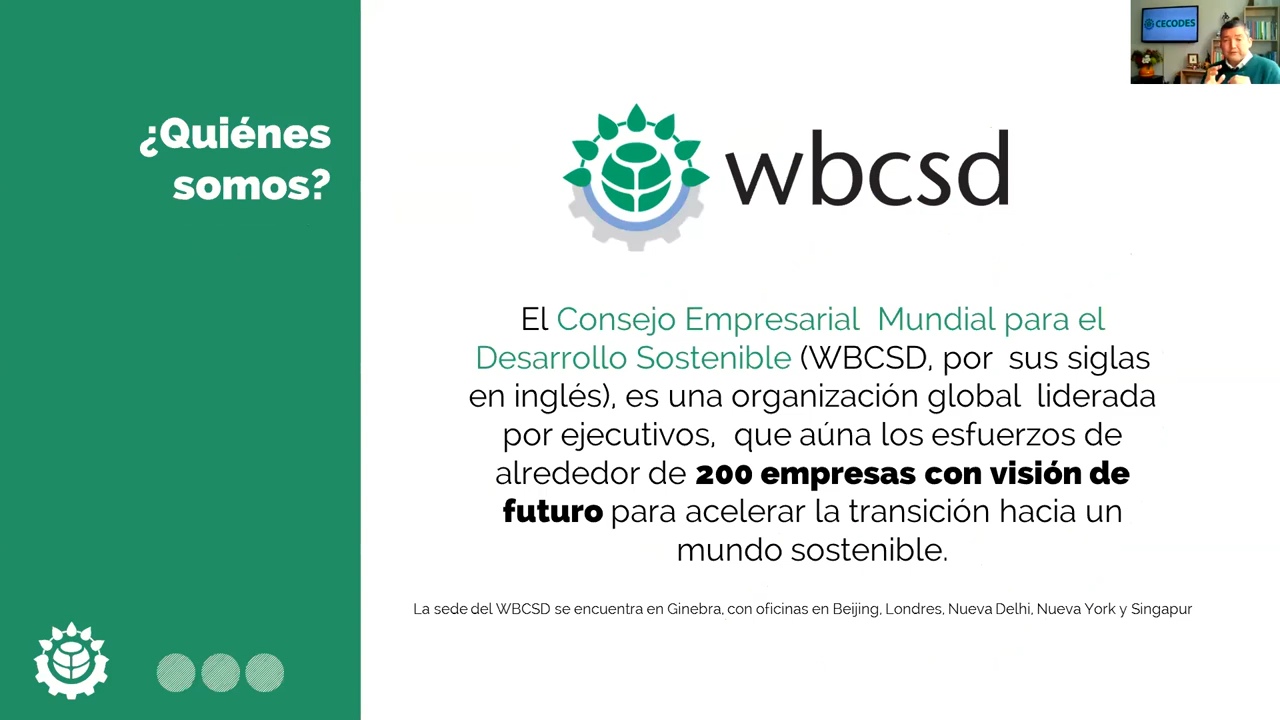 CECODES
¿Quiénes
somos?
wbcsd
El Consejo Empresarial Mundial para el
Desarrollo Sostenible (WBCSD, por sus siglas
en inglés), es una organización global liderada
por ejecutivos, que aúna los esfuerzos de
alrededor de 200 empresas con visión de
futuro para acelerar la transición hacia un
mundo sostenible.
La sede del WBCSD se encuentra en Ginebra, con oficinas en Beijing, Londres, Nueva Delhi, Nueva York y Singapur